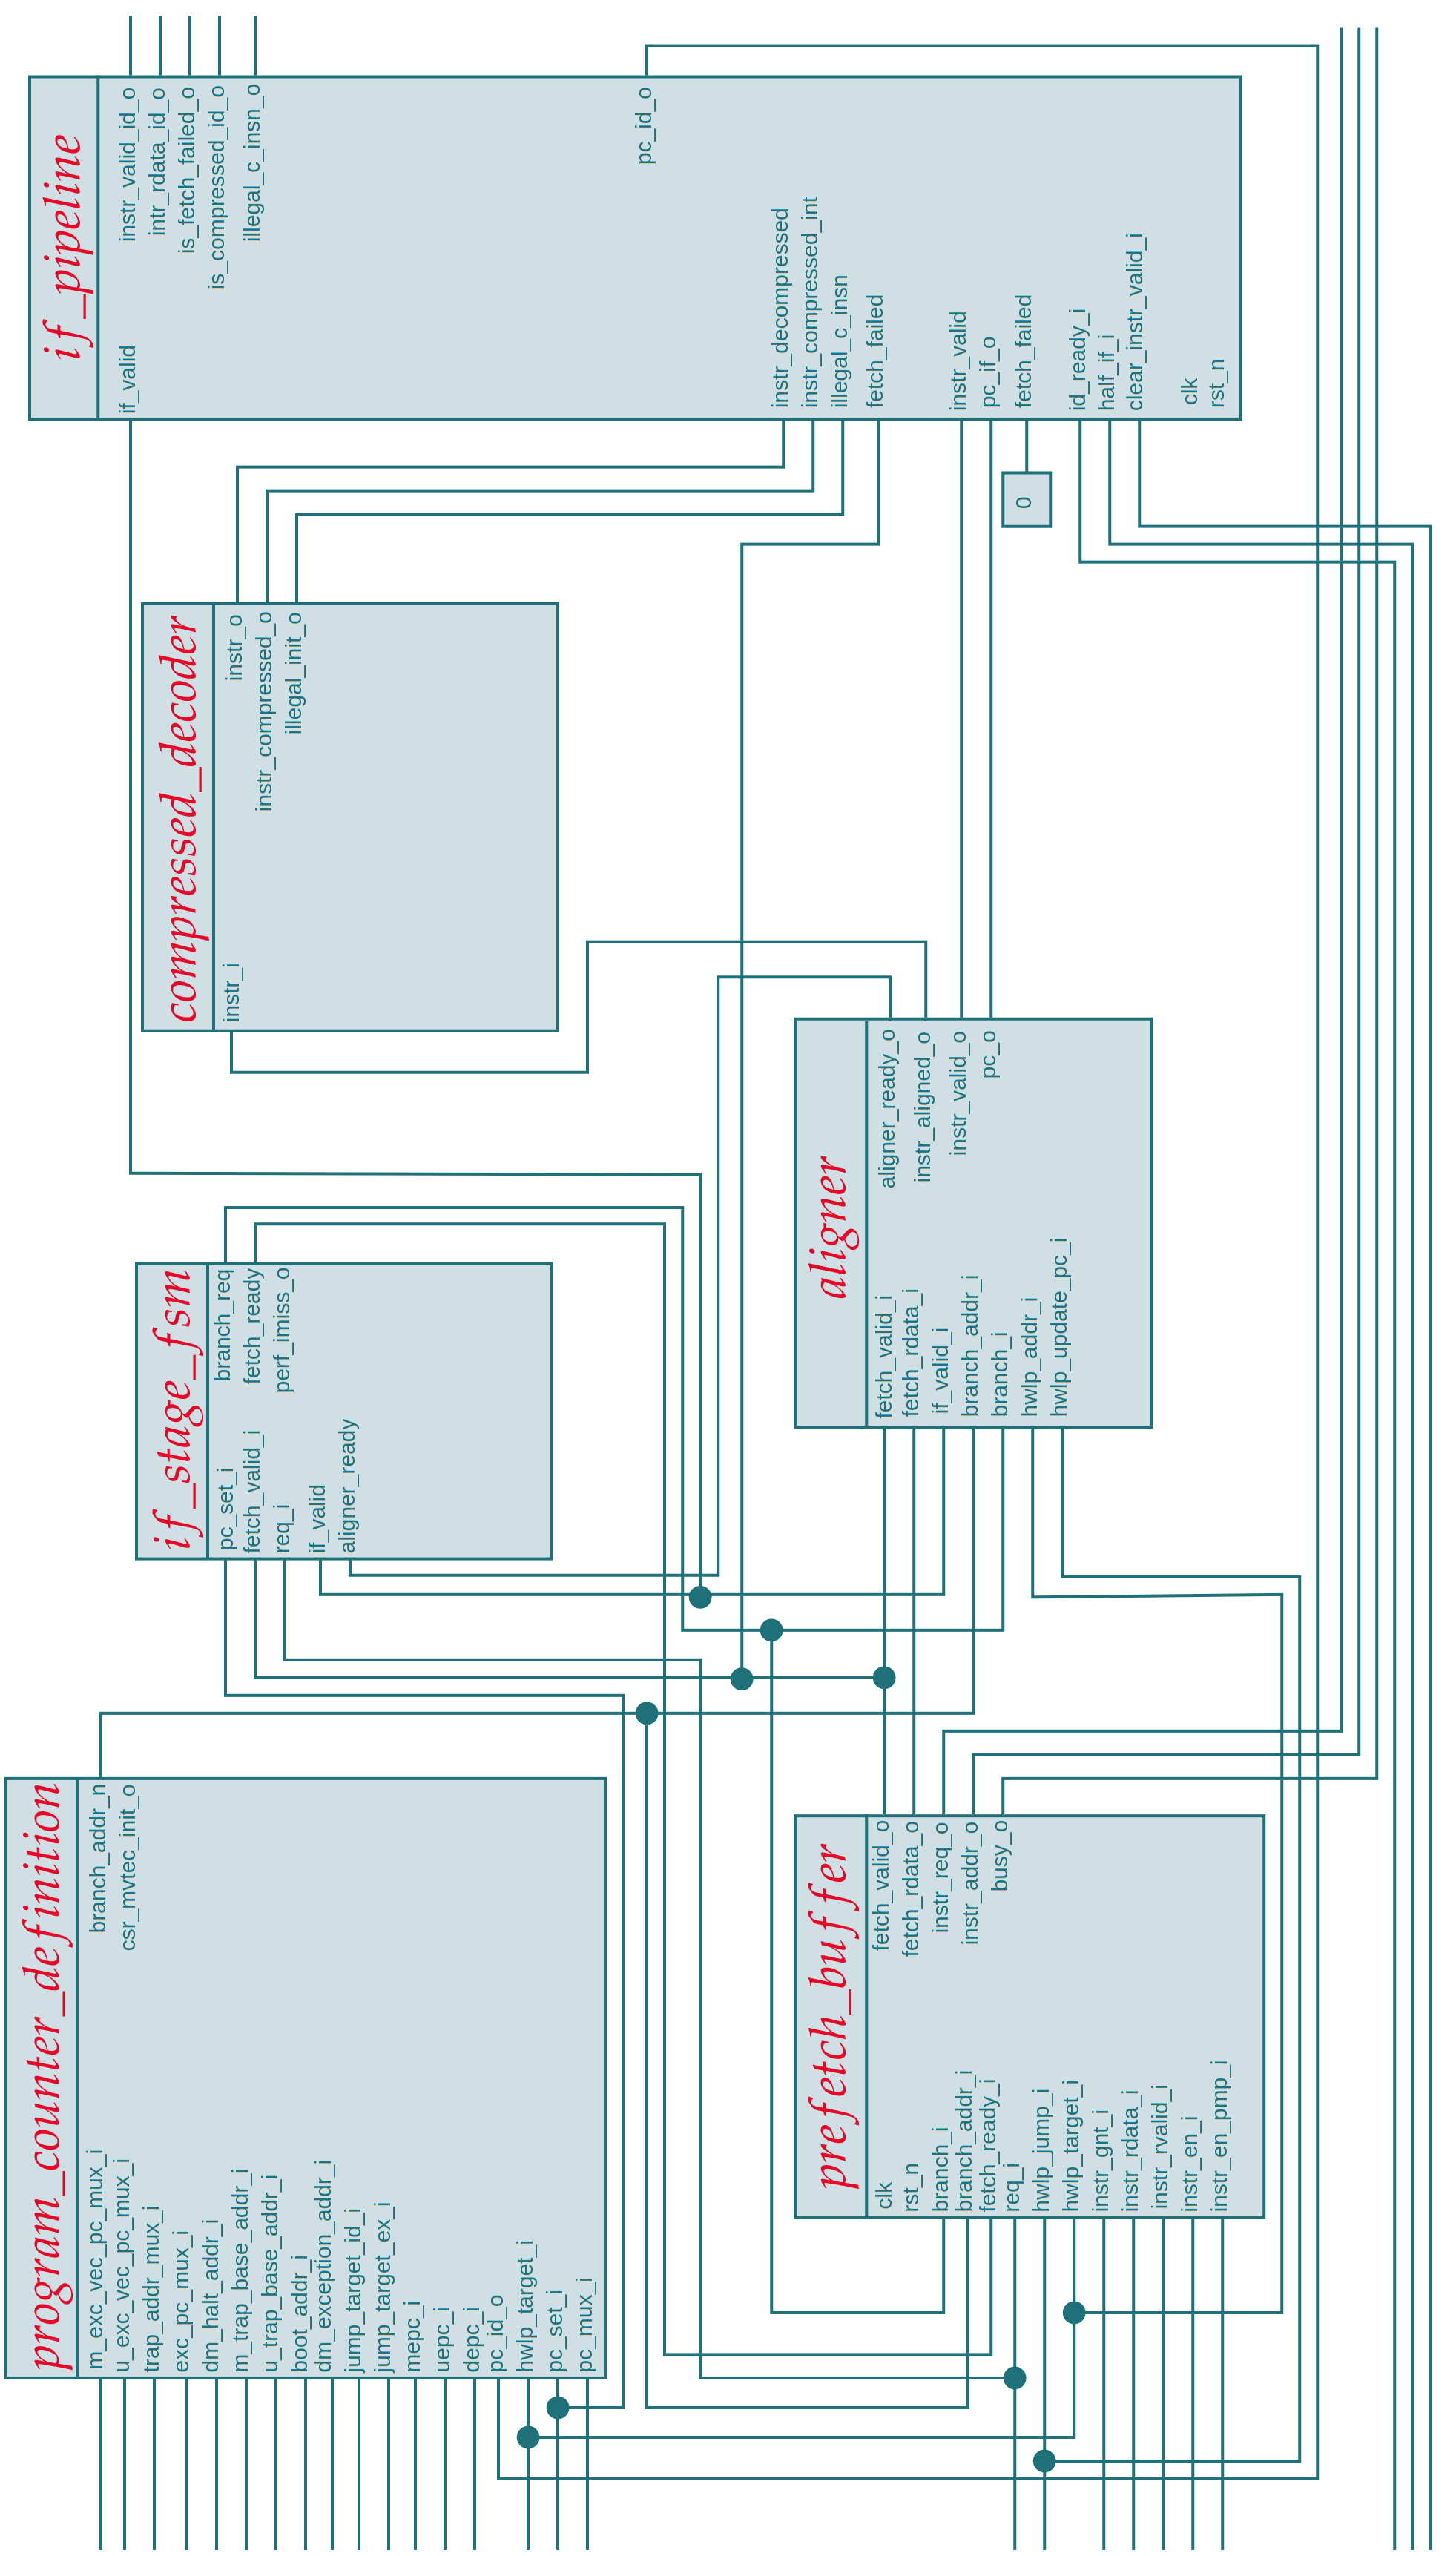 program_counter_definition
m_exc_vec_pc_mux_i
u_exc_vec_pc_mux_i
trap_addr_mux_i
exc_pc_mux_i
dm_halt_addr_i
m_trap_base_addr_i
u_trap_base_addr_i
boot_addr_i
dm_exception_addr_i
jump_target_id_i
jump_target_ex_i
mepc_i
uepc_i
depc_i
pc_id_o
hwlp_target_i
pc_set_i
pc_mux_i
branch_addr_n
csr_mvtec_init_o
prefetch_buffer
clk
rst_n
branch_i
branch_addr_i
fetch_ready_i
req_i
hwlp_jump_i
hwlp_target_i
instr_gnt_i
instr_rdata_i
instr_rvalid_i
instr_en_i
instr_en_pmp_i
fetch_valid_o
fetch_rdata_o
instr_req_o
instr_addr_o
busy_o
if_stage_fsm
pc_set_i
fetch_valid_i
req_i
if_valid
aligner_ready
branch_req
fetch_ready
perf_imiss_o
aligner
fetch_valid_i
fetch_rdata_i
if_valid_i
branch_addr_i
branch_i
hwlp_addr_i
hwlp_update_pc_i
aligner_ready_o
instr_aligned_o
instr_valid_o
pc_o
compressed_decoder
instr_i
instr_o
instr_compressed_o
illegal_init_o
0
if_pipeline
if_valid
instr_decompressed
instr_compressed_int
illegal_c_insn
fetch_failed
instr_valid
pc_if_o
fetch_failed
id_ready_i
half_if_i
clear_instr_valid_i
clk
rst_n
instr_valid_id_o
intr_rdata_id_o
is_fetch_failed_o
is_compressed_id_o
illegal_c_insn_o
pc_id_o